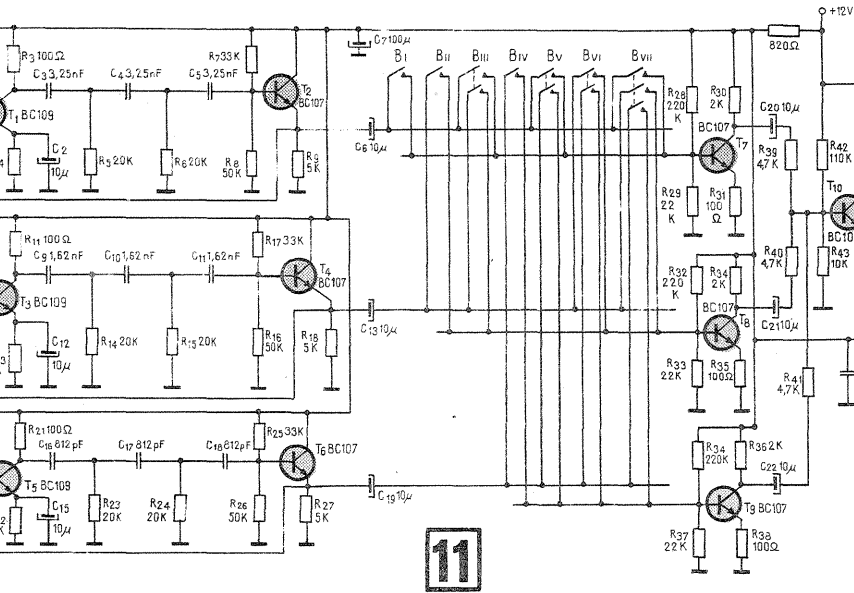 +12V
R3 100Ω
C3 3,25nF
C4 3,25nF
C5 3,25nF
R7 33K
T2
BC107
T1 BC109
C2
10µ
4
R5 20K
R6 20K
R8
50K
R9
5K
C7 100µ
C6 10µ
BI
BII
BIII
BIV
BV
BVI
BVII
820Ω
R28
220
K
R30
2K
BC107
T7
C20 10µ
R39
4,7K
R42
110K
R29
22
K
R31
100
Ω
T10
R43
10K
R11 100Ω
C9 1,62nF
C10 1,62nF
C11 1,62nF
R17 33K
T4
BC107
T3 BC109
C12
10µ
3
R14 20K
R15 20K
R16
50K
R18
5K
C13 10µ
R32
220
K
R34
2K
BC107
T8
R40
4,7K
C21 10µ
R33
22K
R35
100Ω
R41
4,7K
R21 100Ω
C16 812pF
C17 812pF
C18 812pF
R25 33K
T6 BC107
T5 BC109
C15
10µ
2
K
R23
20K
R24
20K
R26
50K
R27
5K
C19 10µ
R34
220K
R36 2K
C22 10µ
T9 BC107
R37
22K
R38
100Ω
11